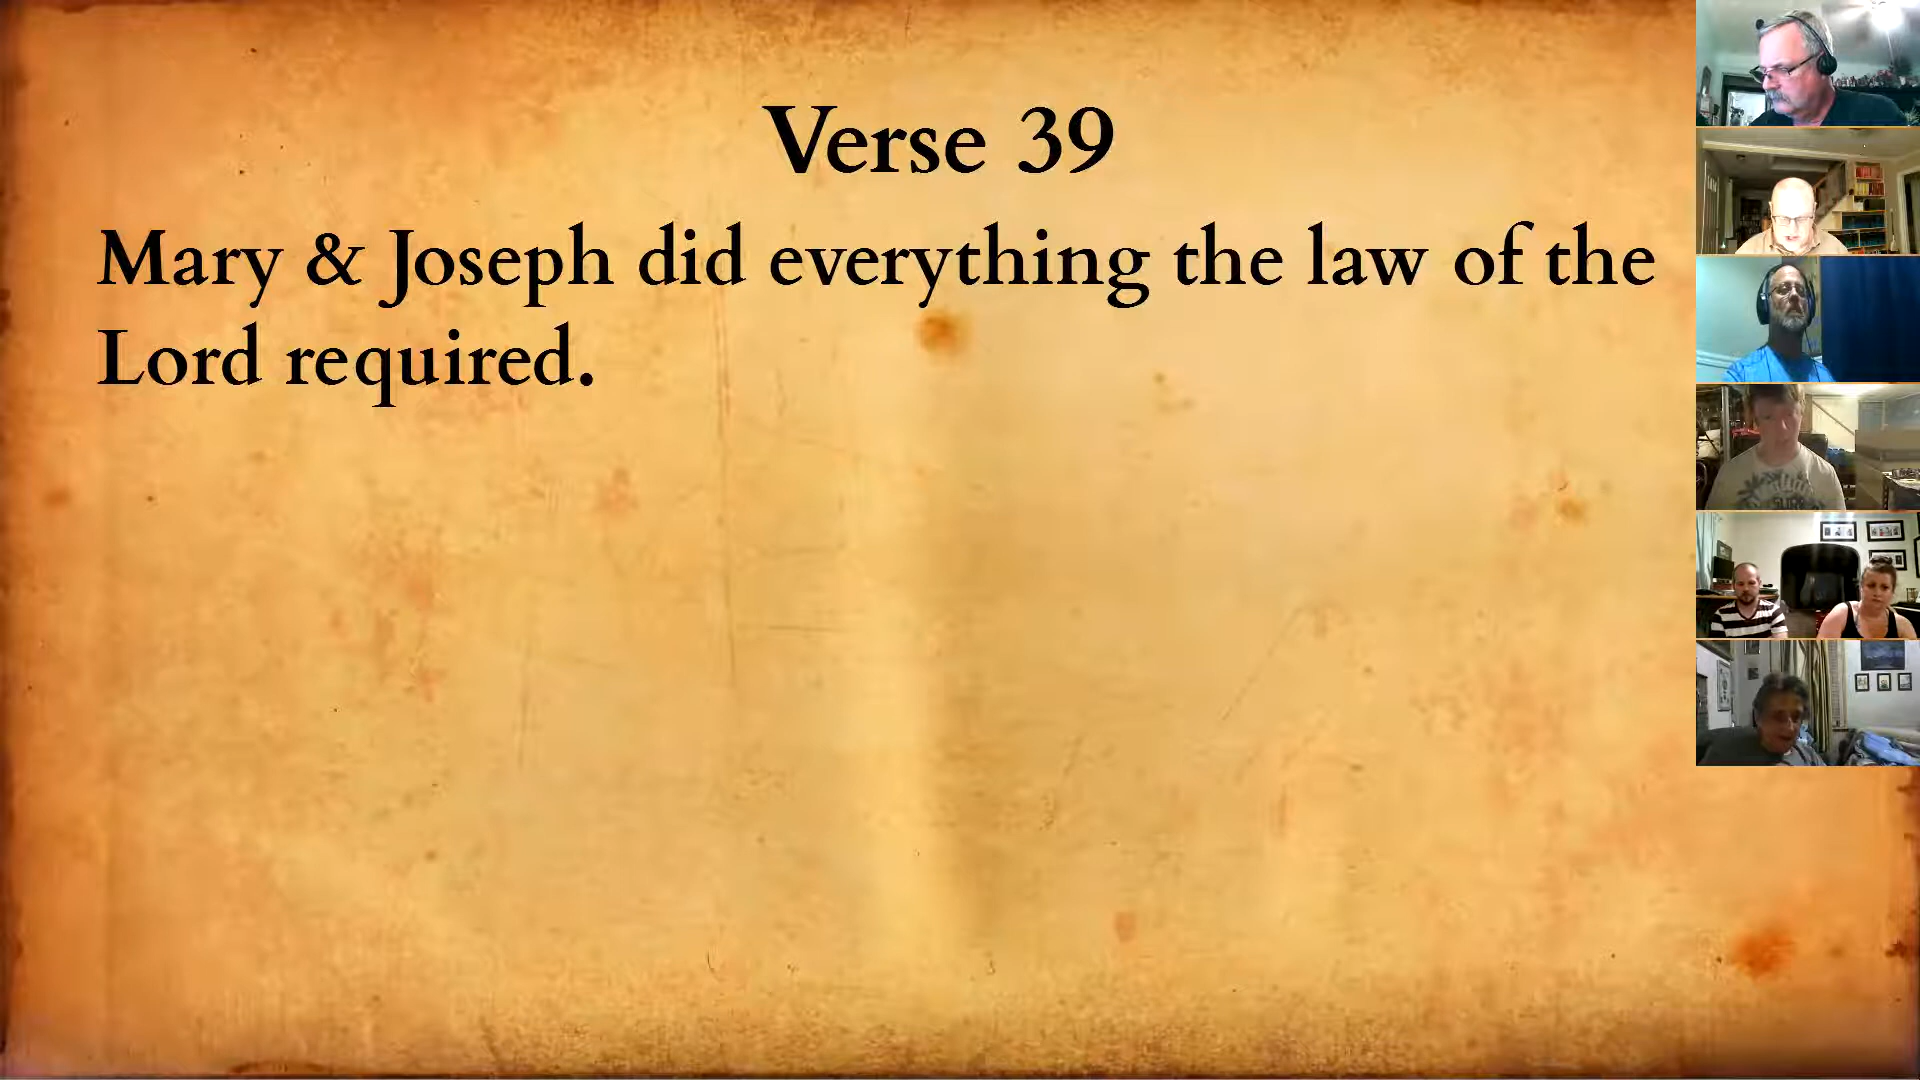 Verse 39
Mary & Joseph did everything the law of the
Lord required.